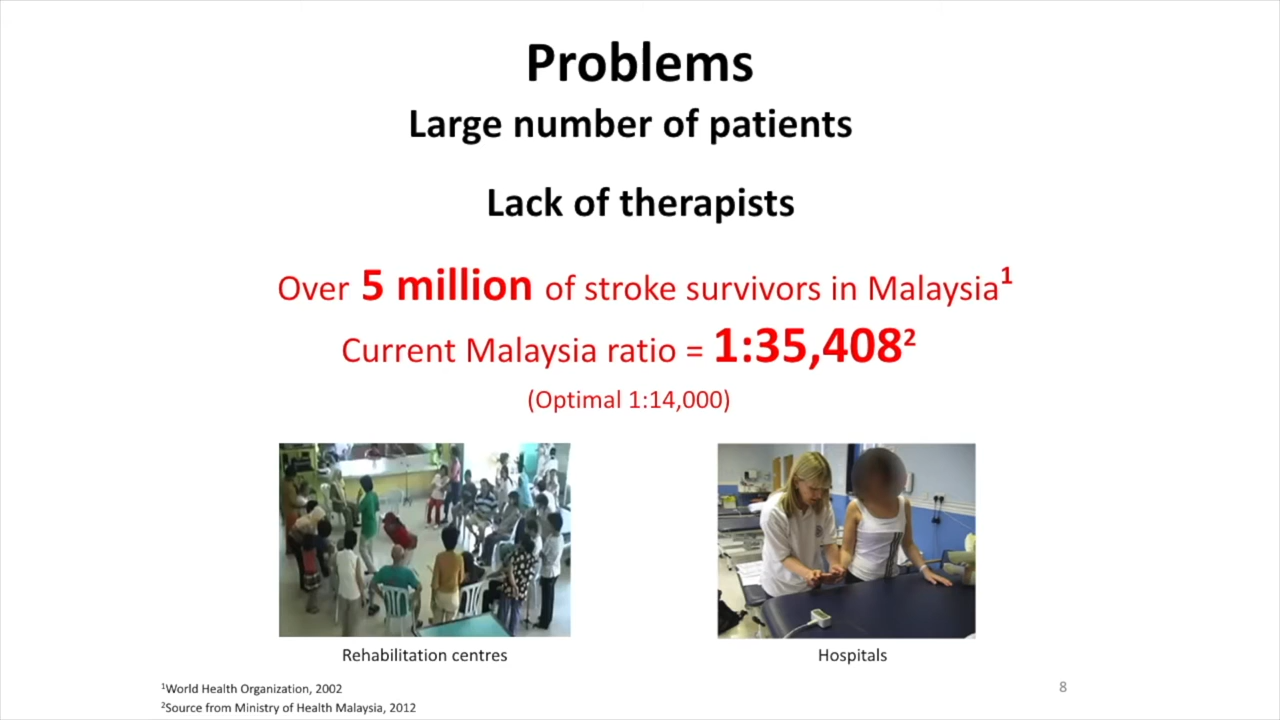 Problems
Large number of patients
Lack of therapists
Over 5 million of stroke survivors in Malaysia¹
Current Malaysia ratio = 1:35,408²
(Optimal 1:14,000)
Rehabilitation centres
Hospitals
¹World Health Organization, 2002
8
²Source from Ministry of Health Malaysia, 2012